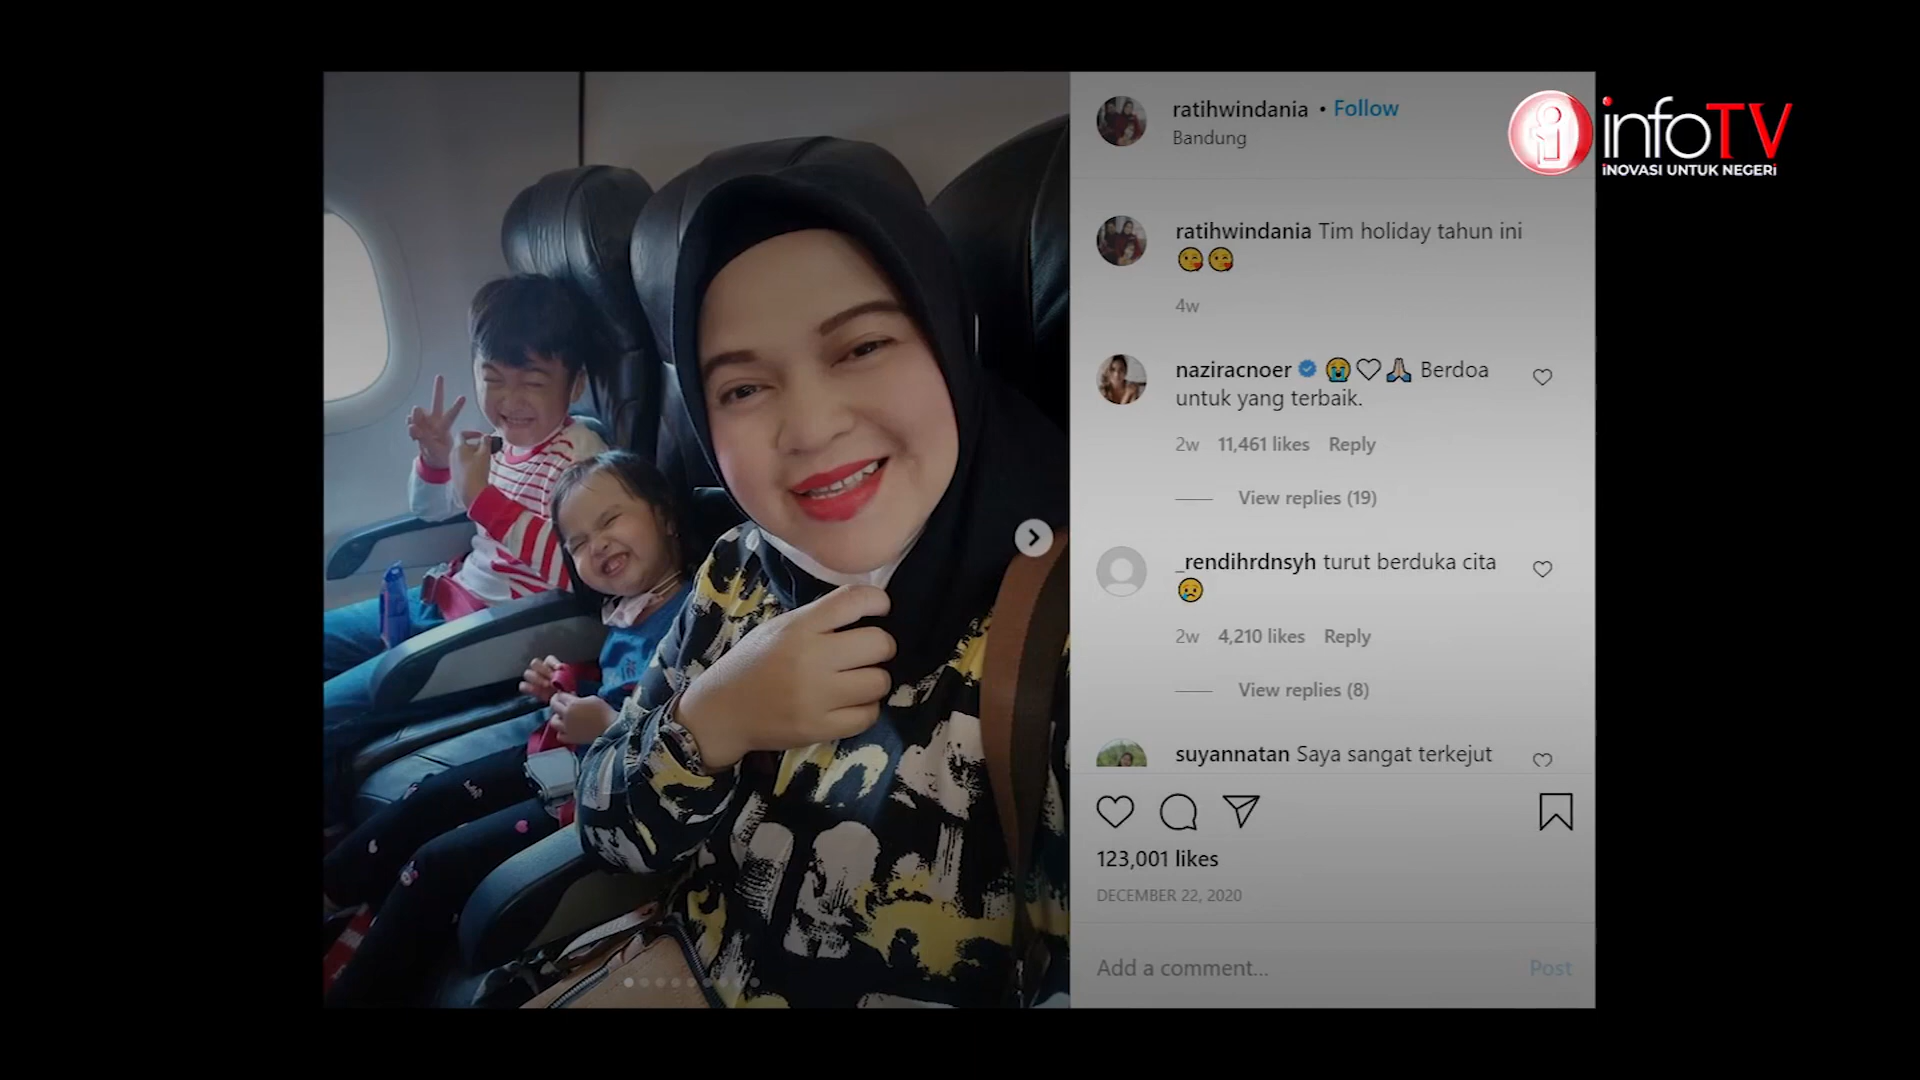 ratihwindania • Follow
Bandung
infoTV
iNOVASI UNTUK NEGERi
ratihwindania Tim holiday tahun ini
😘😘
4w
naziracnoer 😭🤍🙏🏻 Berdoa
untuk yang terbaik.
2w 11,461 likes Reply
View replies (19)
_rendihrdnsyh turut berduka cita
😢
2w 4,210 likes Reply
View replies (8)
suyannatan Saya sangat terkejut
123,001 likes
DECEMBER 22, 2020
Add a comment...
Post